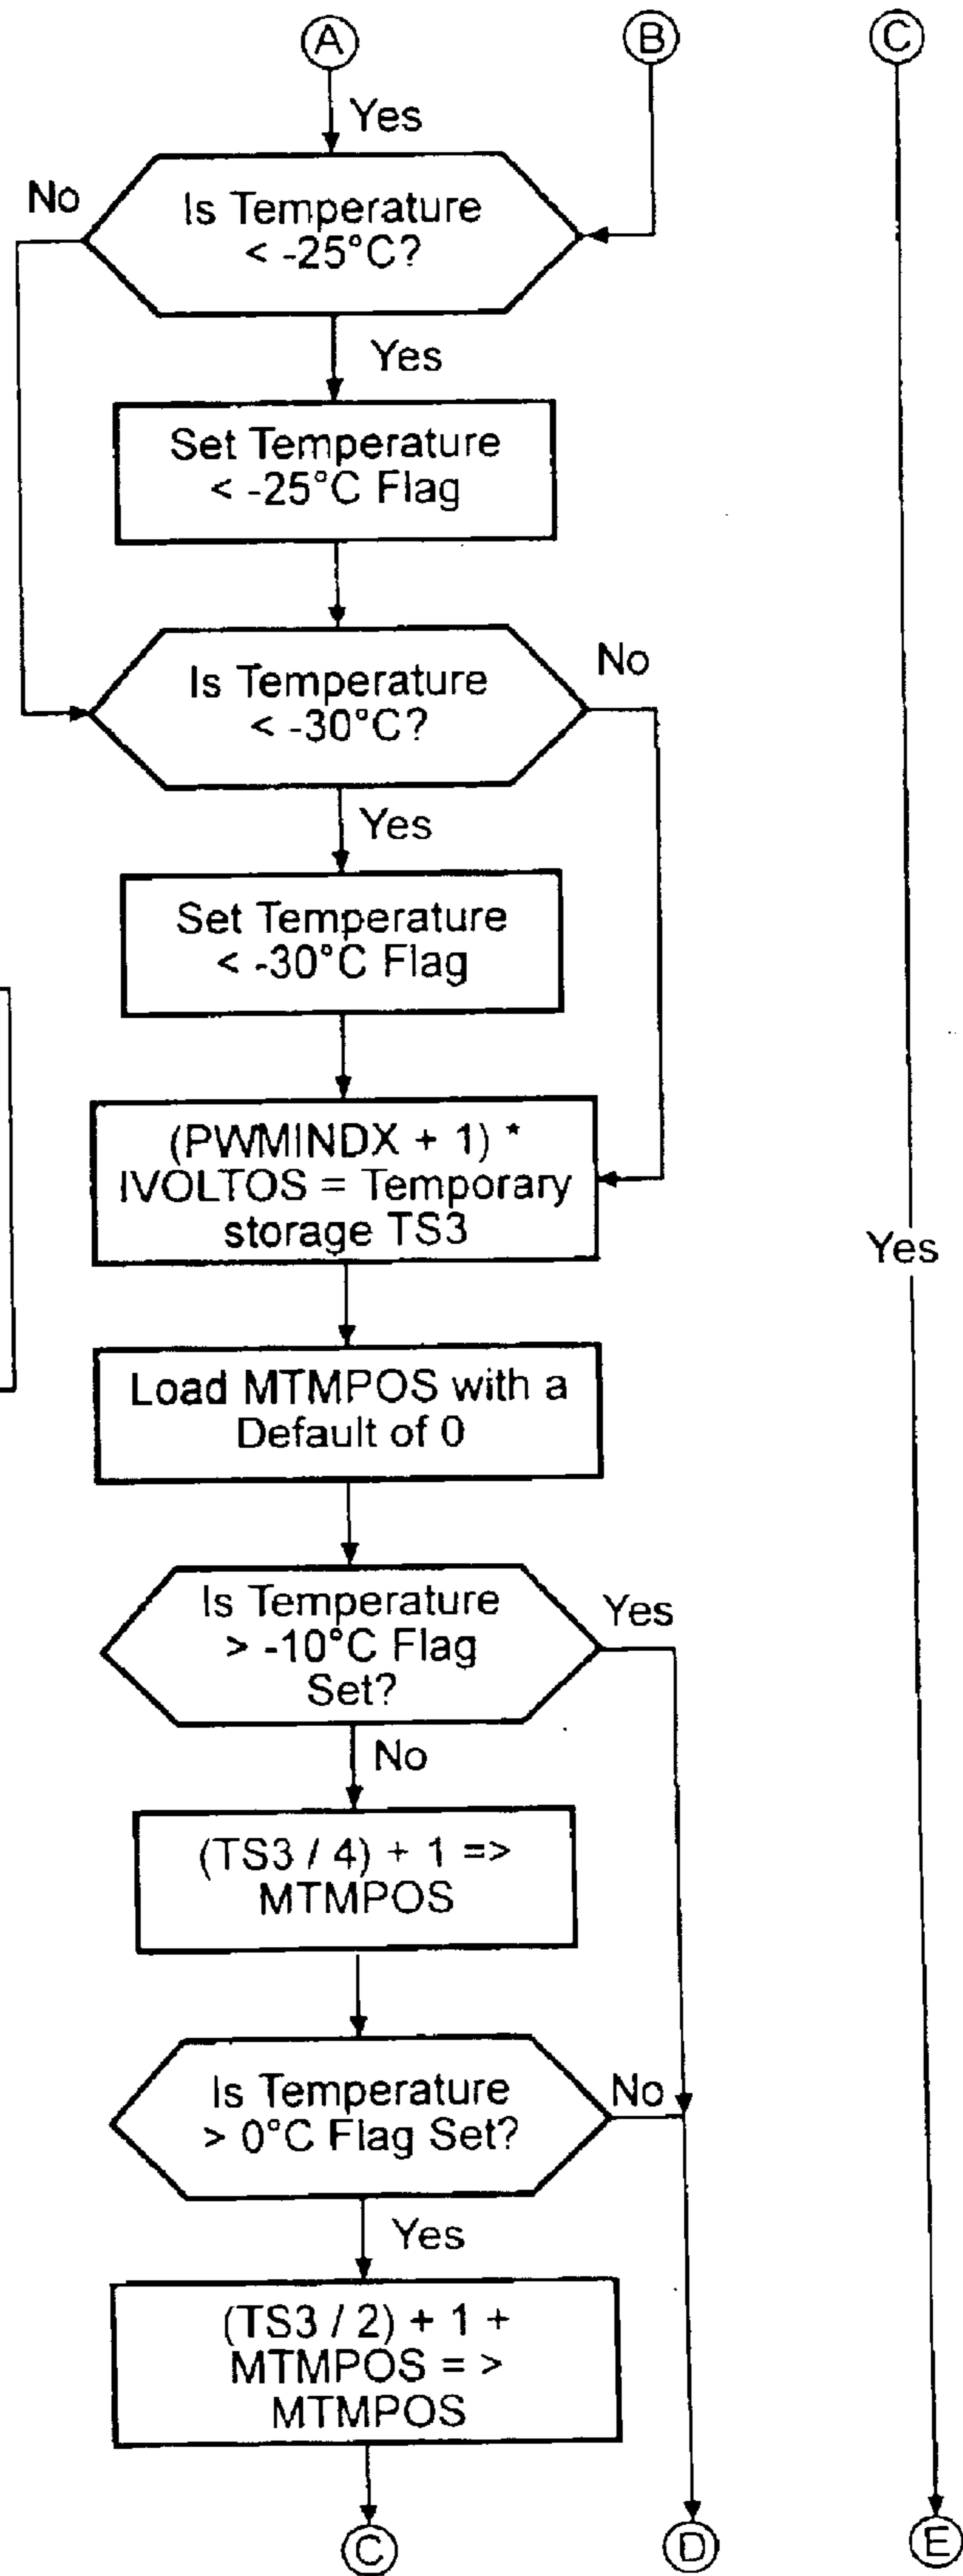 A
B
C
Yes
No
Is Temperature
< -25°C?
Yes
Set Temperature
< -25°C Flag
Is Temperature
< -30°C?
No
Yes
Set Temperature
< -30°C Flag
(PWMINDX + 1) *
IVOLTOS = Temporary
storage TS3
Yes
Load MTMPOS with a
Default of 0
Is Temperature
> -10°C Flag
Set?
Yes
No
(TS3 / 4) + 1 =>
MTMPOS
Is Temperature
> 0°C Flag Set?
No
Yes
(TS3 / 2) + 1 +
MTMPOS = >
MTMPOS
C
D
E